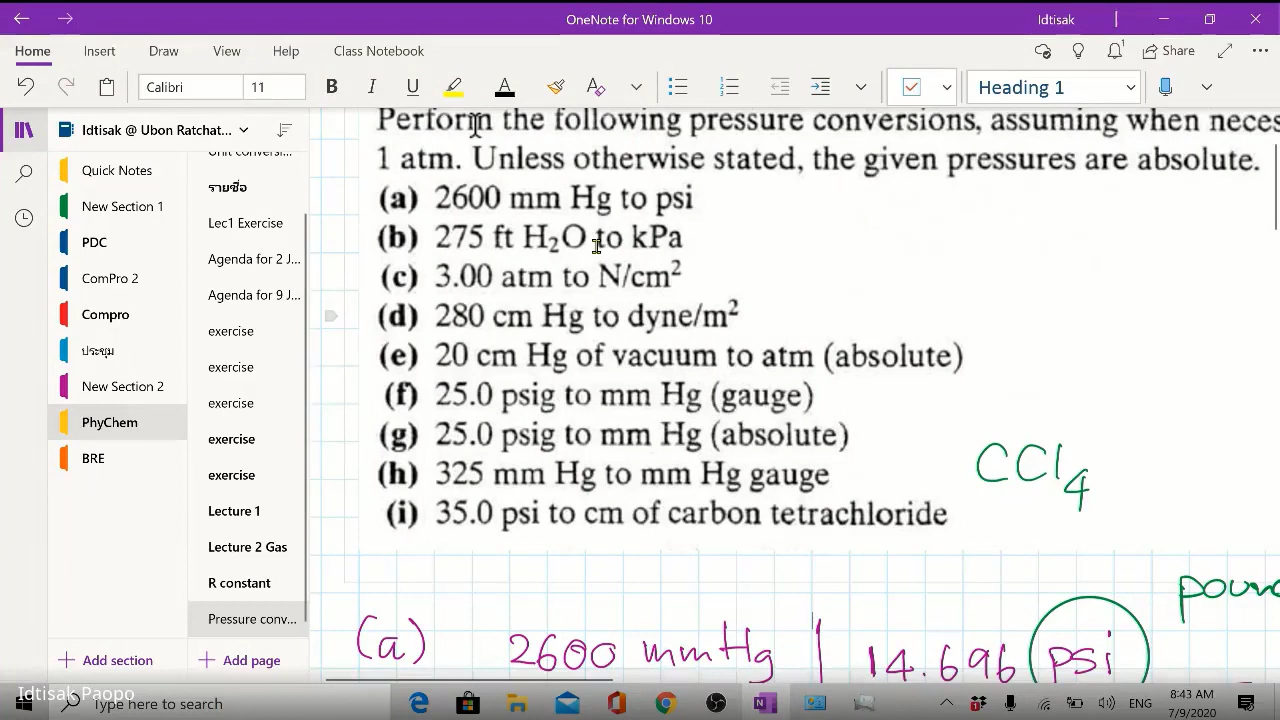 OneNote for Windows 10
Idtisak
Home Insert Draw View Help Class Notebook
Share
Calibri 11 B I U A Heading 1
Idtisak @ Ubon Ratchat...
Quick Notes
New Section 1
PDC
ComPro 2
Compro
ประชุม
New Section 2
PhyChem
BRE
Add section
รายชื่อ
Lec1 Exercise
Agenda for 2 J...
Agenda for 9 J...
exercise
exercise
exercise
exercise
exercise
Lecture 1
Lecture 2 Gas
R constant
Pressure conv...
Add page
Perform the following pressure conversions, assuming when neces
1 atm. Unless otherwise stated, the given pressures are absolute.
(a) 2600 mm Hg to psi
(b) 275 ft H₂O to kPa
(c) 3.00 atm to N/cm²
(d) 280 cm Hg to dyne/m²
(e) 20 cm Hg of vacuum to atm (absolute)
(f) 25.0 psig to mm Hg (gauge)
(g) 25.0 psig to mm Hg (absolute)
(h) 325 mm Hg to mm Hg gauge
(i) 35.0 psi to cm of carbon tetrachloride
CCl₄
poun
(a) 2600 mmHg | 14.696 psi
Idtisak Paopo
Type here to search
ENG
8:43 AM
7/9/2020